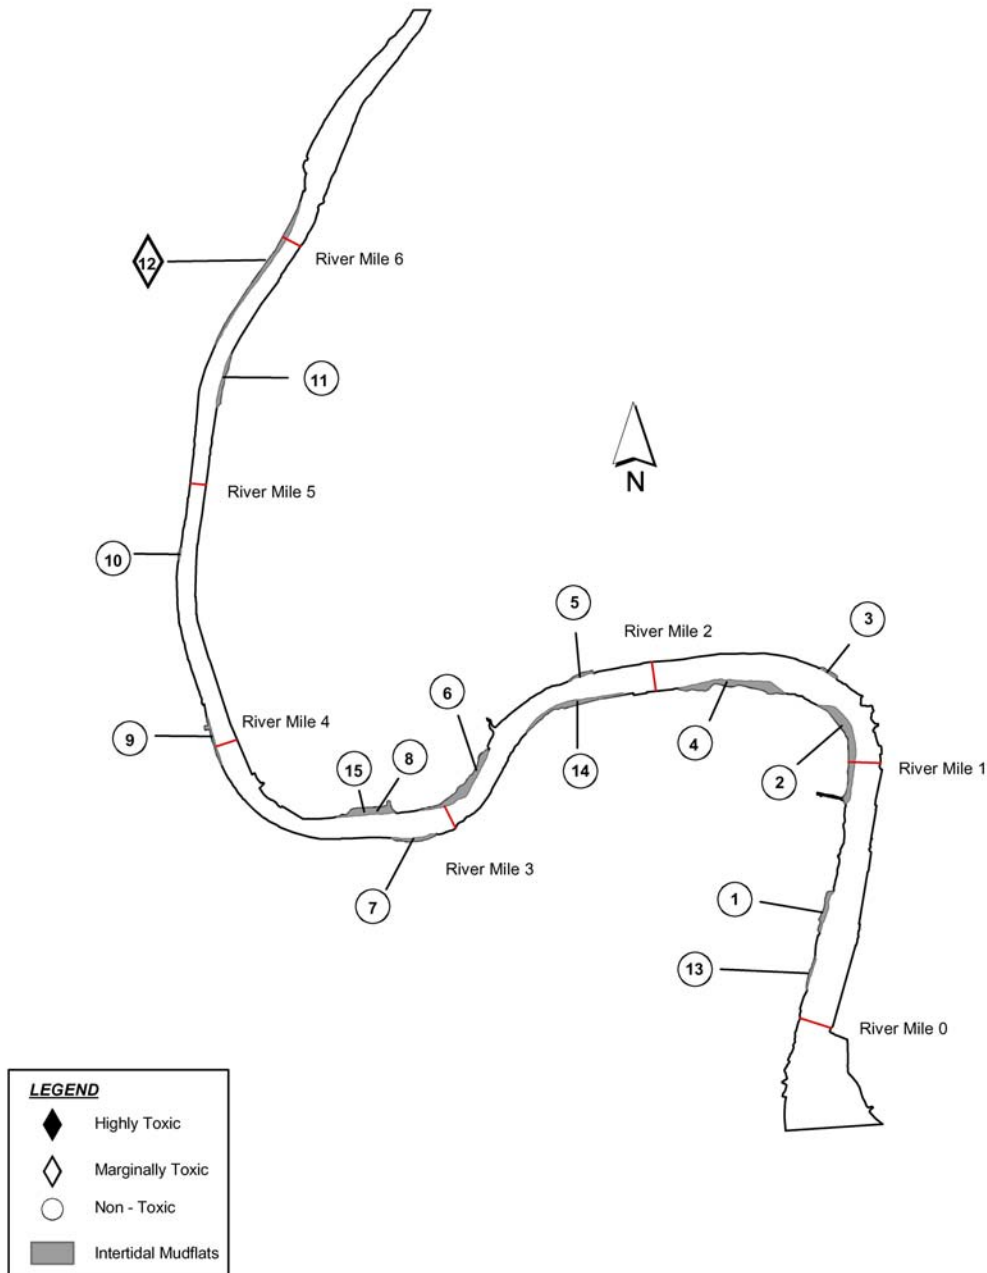 12
River Mile 6
11
River Mile 5
N
10
5
3
River Mile 2
6
River Mile 4
9
4
14
15
8
2
River Mile 1
River Mile 3
7
1
13
River Mile 0
LEGEND
Highly Toxic
Marginally Toxic
Non - Toxic
Intertidal Mudflats